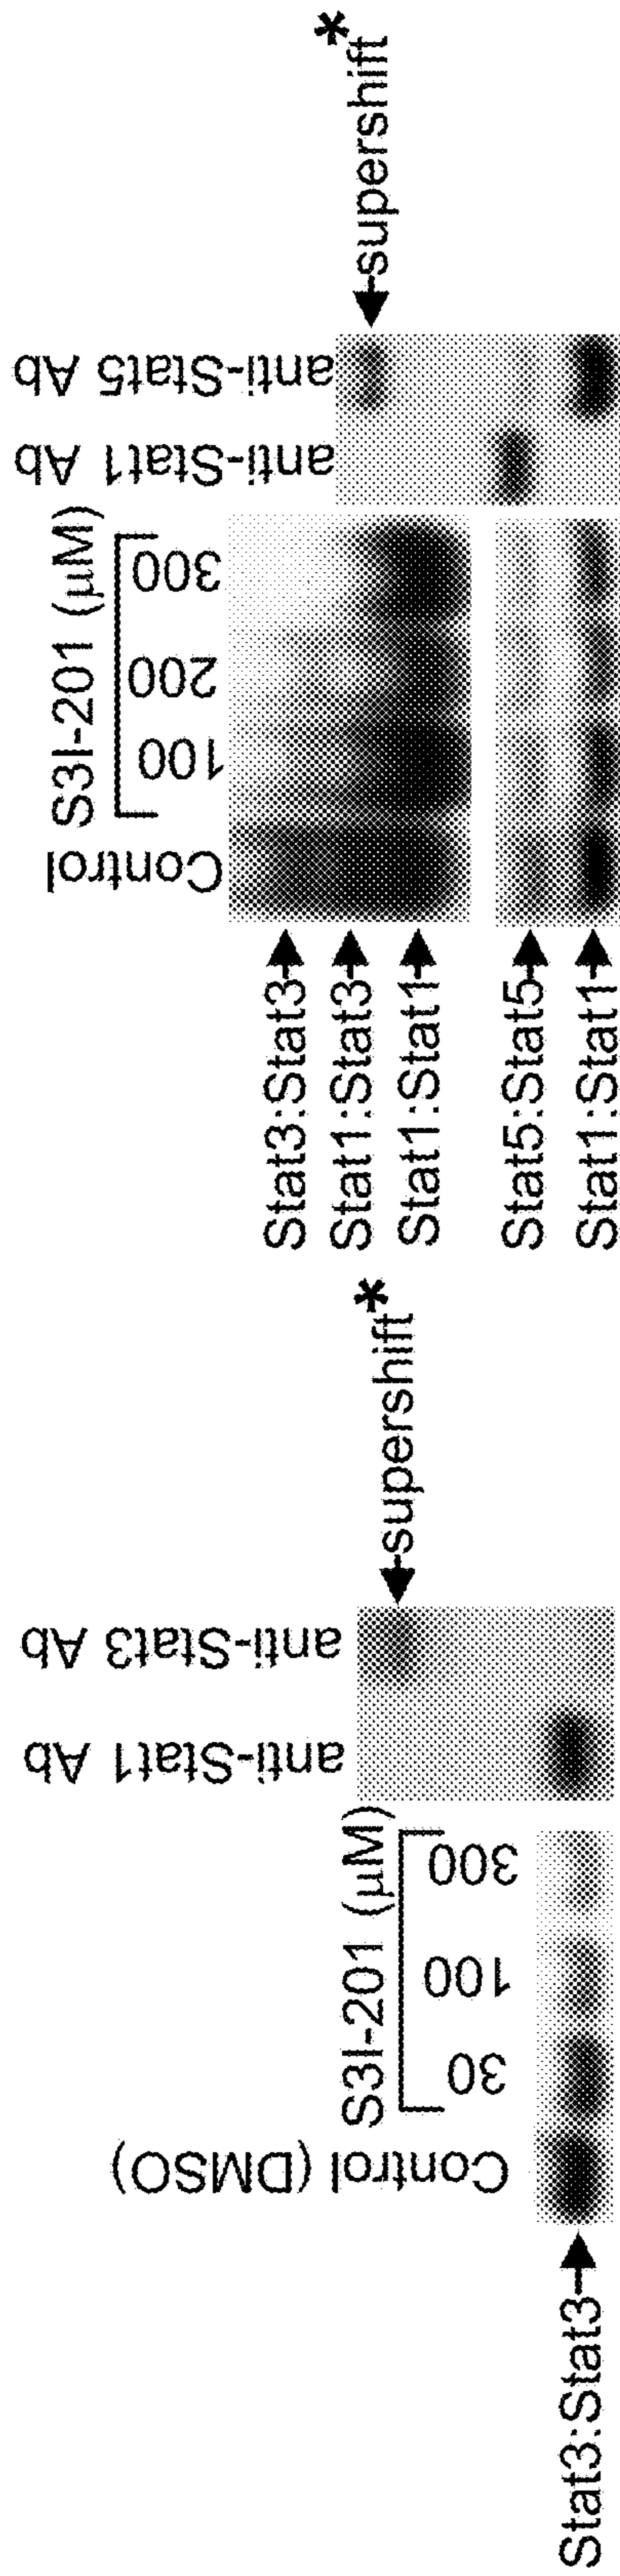 Control (DMSO)
S3I-201 (µM)
30
100
300
anti-Stat1 Ab
anti-Stat3 Ab
Stat3:Stat3
supershift*
Control
S3I-201 (µM)
100
200
300
anti-Stat1 Ab
anti-Stat5 Ab
Stat3:Stat3
Stat1:Stat3
Stat1:Stat1
Stat5:Stat5
Stat1:Stat1
supershift*